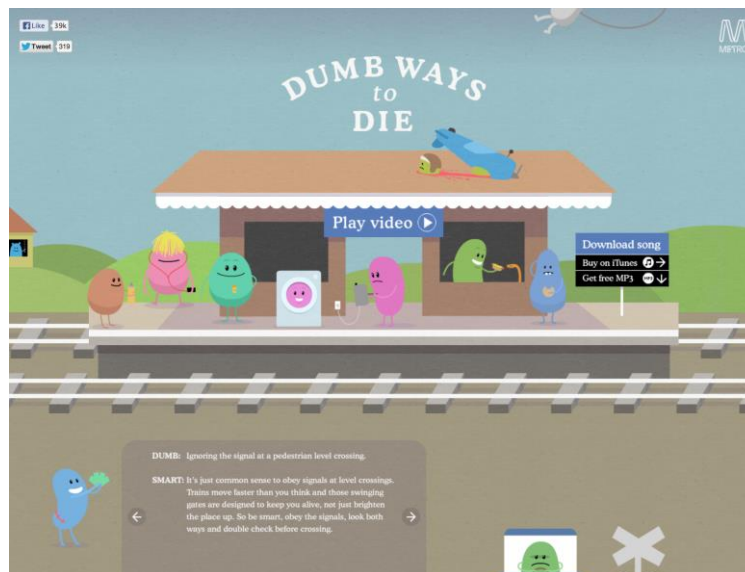 Like 39k
Tweet 319
DUMB WAYS
to
DIE
Play video
Download song
Buy on iTunes
Get free MP3
DUMB: Ignoring the signal at a pedestrian level crossing.
SMART: It's just common sense to obey signals at level crossings.
Trains move faster than you think and those swinging
gates are designed to keep you alive, not just brighten
the place up. So be smart, obey the signals, look both
ways and double check before crossing.